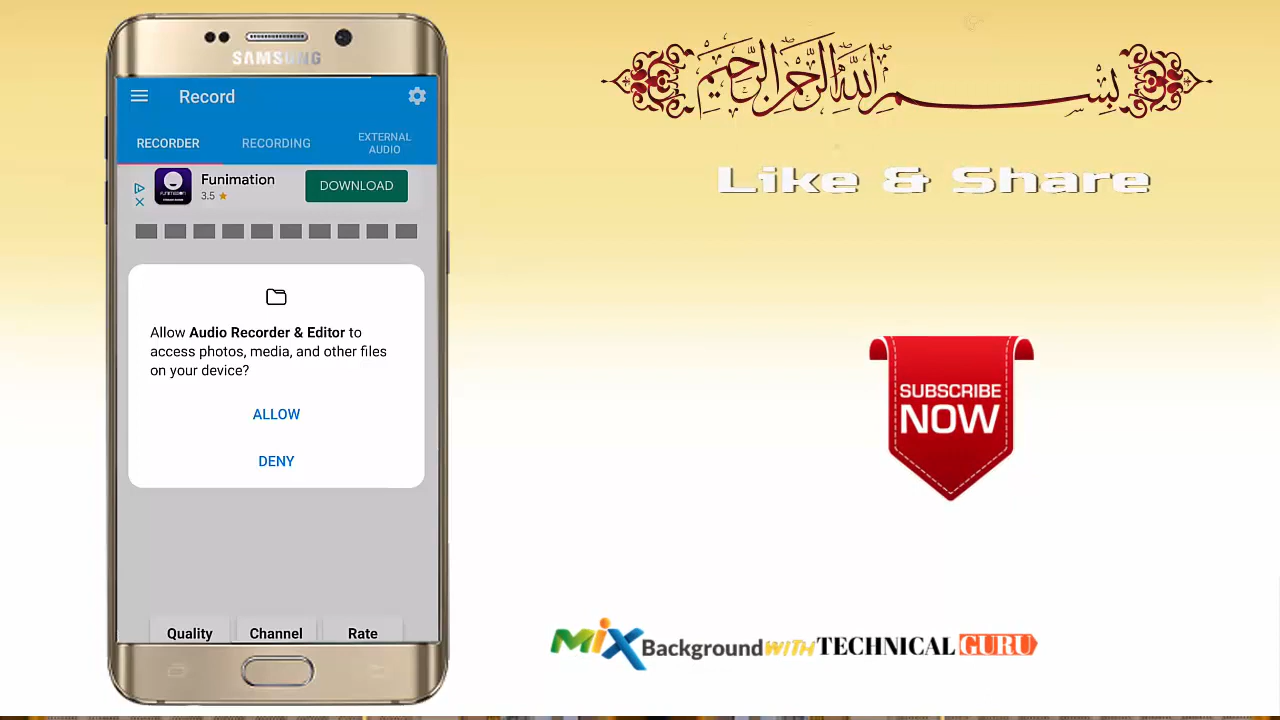 SAMSUNG
Record
RECORDER
RECORDING
EXTERNAL
AUDIO
Funimation
3.5 ★
DOWNLOAD
Allow Audio Recorder & Editor to
access photos, media, and other files
on your device?
ALLOW
DENY
Quality
Channel
Rate
بسم الله الرحمن الرحيم
Like & Share
SUBSCRIBE
NOW
MiX Background WITH TECHNICAL GURU